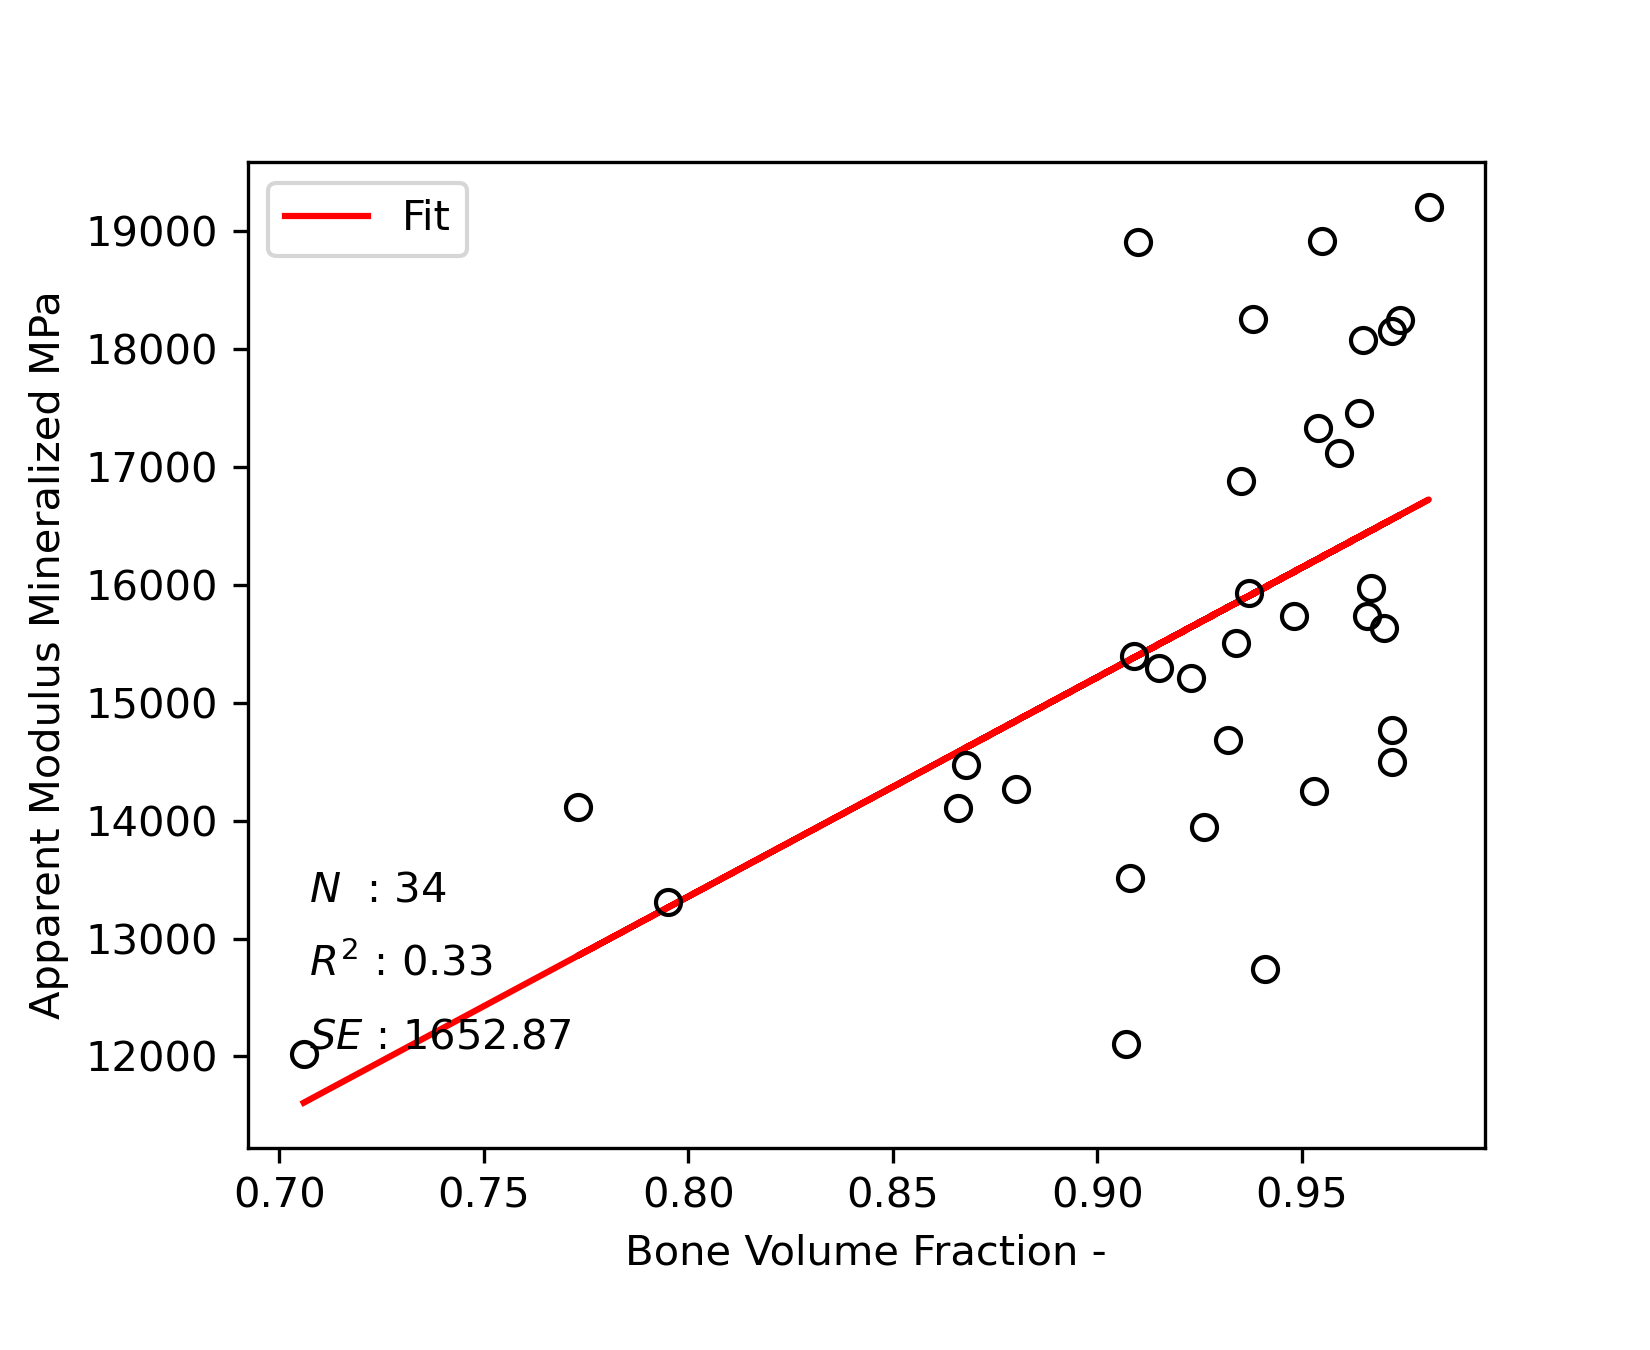 Fit
19000
18000
17000
16000
15000
14000
13000
12000
Apparent Modulus Mineralized MPa
N : 34
R² : 0.33
SE : 1652.87
0.70 0.75 0.80 0.85 0.90 0.95
Bone Volume Fraction -